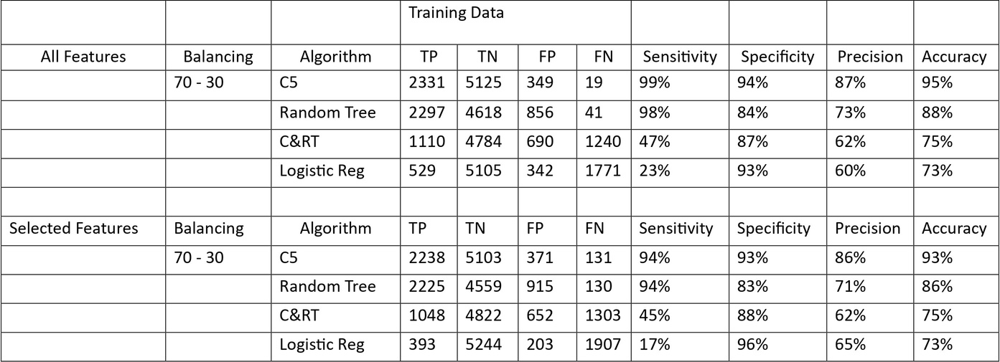 Training Data
All Features Balancing Algorithm TP TN FP FN Sensitivity Specificity Precision Accuracy
70 - 30 C5 2331 5125 349 19 99% 94% 87% 95%
Random Tree 2297 4618 856 41 98% 84% 73% 88%
C&RT 1110 4784 690 1240 47% 87% 62% 75%
Logistic Reg 529 5105 342 1771 23% 93% 60% 73%
Selected Features Balancing Algorithm TP TN FP FN Sensitivity Specificity Precision Accuracy
70 - 30 C5 2238 5103 371 131 94% 93% 86% 93%
Random Tree 2225 4559 915 130 94% 83% 71% 86%
C&RT 1048 4822 652 1303 45% 88% 62% 75%
Logistic Reg 393 5244 203 1907 17% 96% 65% 73%